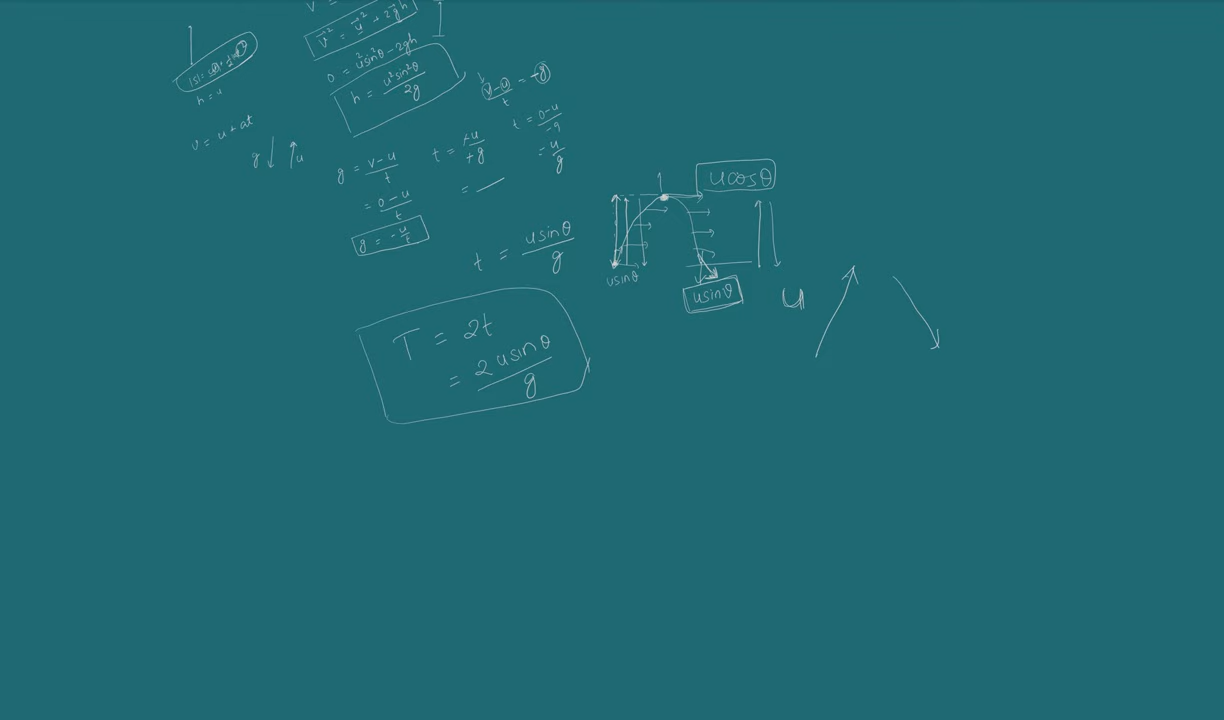 v =
v² = u² + 2gh
0 = u²sin²θ - 2gh
h = u²sin²θ / 2g
h = u
v = u + at
g
u
g = v - u / t
= 0 - u / t
g = - u / t
t = +u / +g
=
v - u / t = -g
t = 0 - u / -g
= u / g
t = usinθ / g
T = 2t
= 2usinθ / g
ucosθ
usinθ
usinθ
u